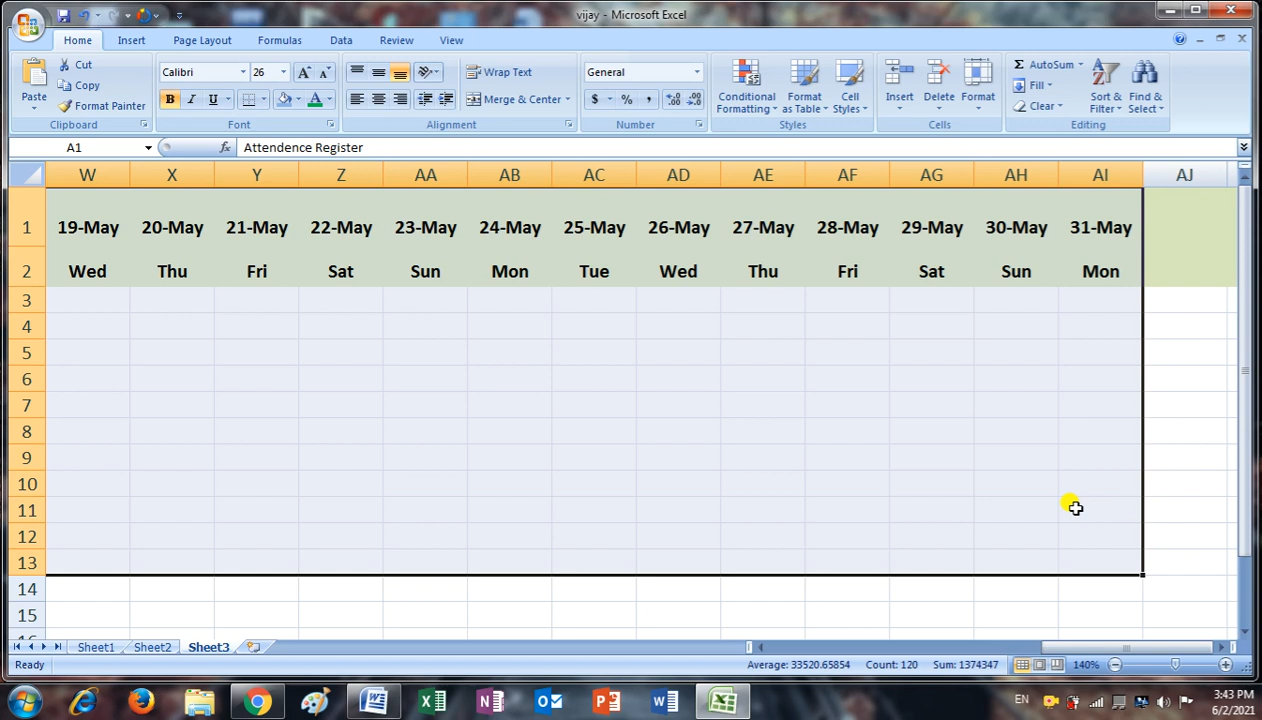 vijay - Microsoft Excel
Home Insert Page Layout Formulas Data Review View
Paste Cut Copy Format Painter Clipboard
Calibri 26 A A
B I U A Font
Wrap Text Merge & Center Alignment
General $ % , .0 .00 .00 .0 Number
Conditional Formatting Format as Table Cell Styles Styles
Insert Delete Format Cells
Σ AutoSum Fill Clear Sort & Filter Find & Select Editing
A1 fx Attendence Register
W X Y Z AA AB AC AD AE AF AG AH AI AJ
1 19-May 20-May 21-May 22-May 23-May 24-May 25-May 26-May 27-May 28-May 29-May 30-May 31-May
2 Wed Thu Fri Sat Sun Mon Tue Wed Thu Fri Sat Sun Mon
3
4
5
6
7
8
9
10
11
12
13
14
15
Sheet1 Sheet2 Sheet3
Ready Average: 33520.65854 Count: 120 Sum: 1374347 140%
EN 3:43 PM
6/2/2021